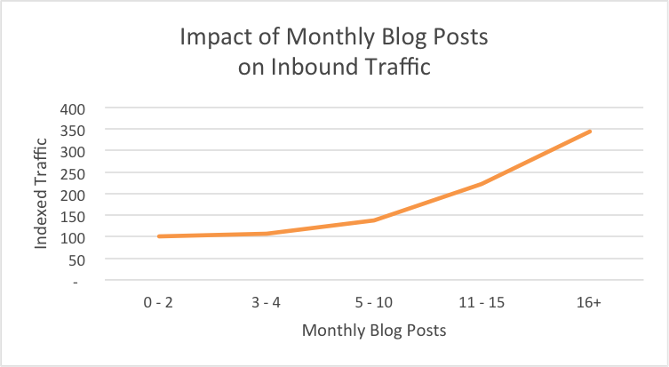 Impact of Monthly Blog Posts
on Inbound Traffic
Indexed Traffic
400
350
300
250
200
150
100
50
-
0 - 2
3 - 4
5 - 10
11 - 15
16+
Monthly Blog Posts